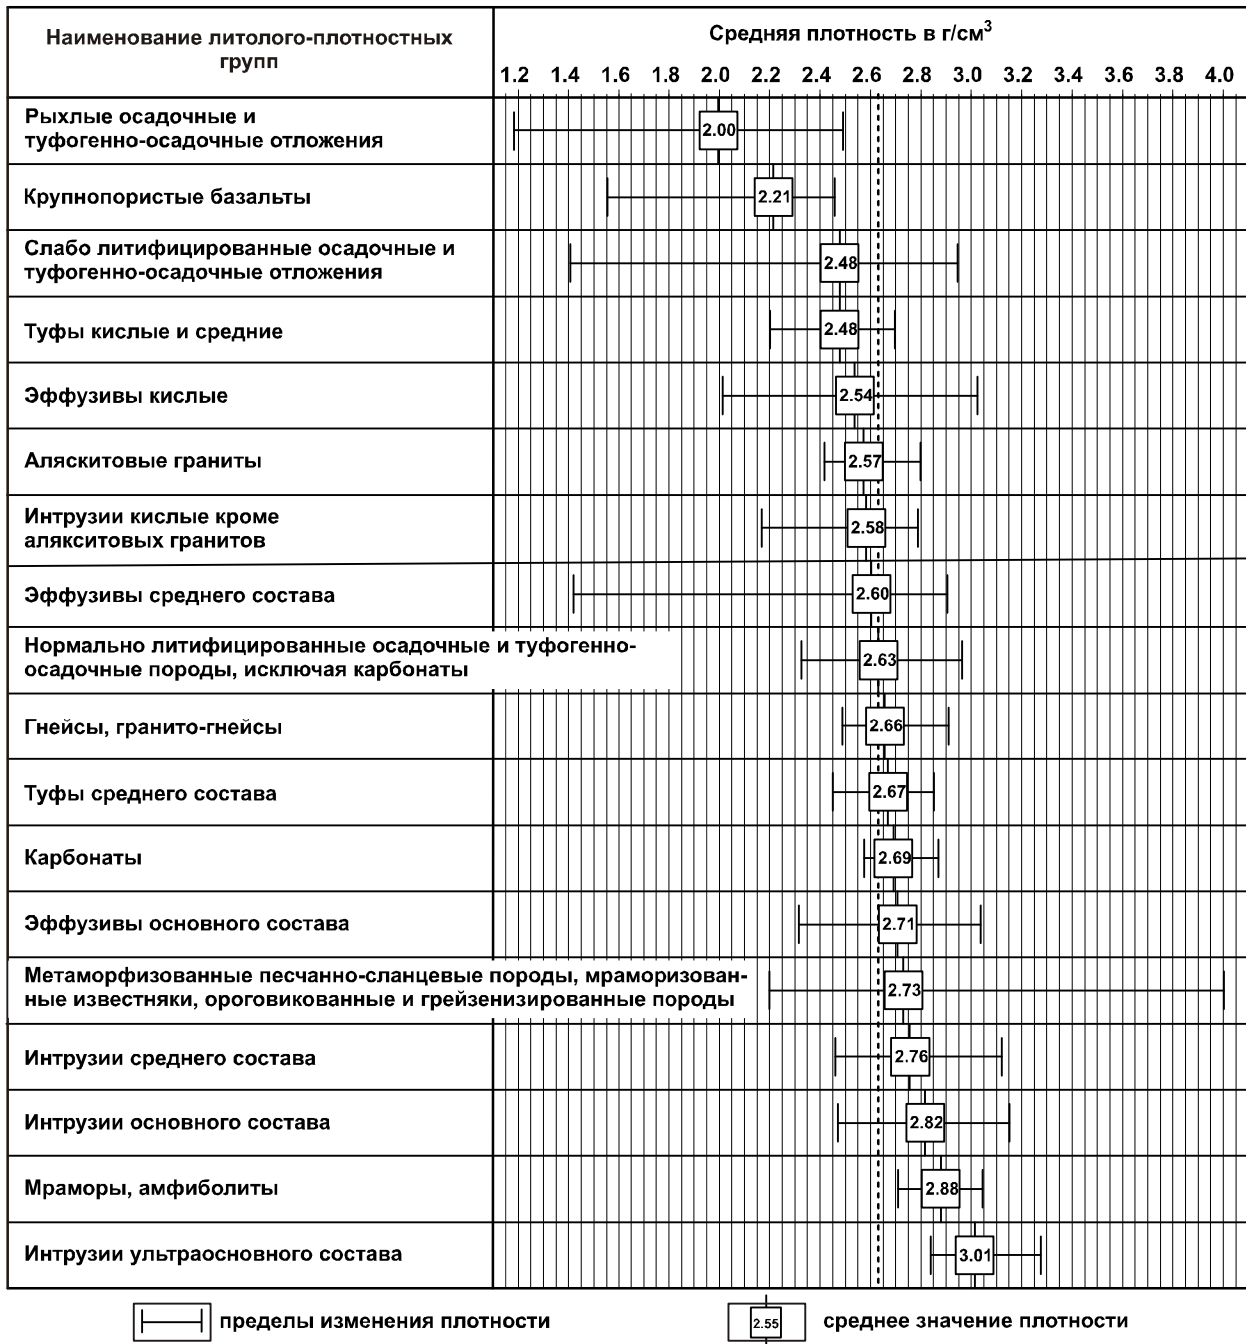 Наименование литолого-плотностных
групп
Средняя плотность в г/см³
1.2 1.4 1.6 1.8 2.0 2.2 2.4 2.6 2.8 3.0 3.2 3.4 3.6 3.8 4.0
Рыхлые осадочные и
туфогенно-осадочные отложения
2.00
Крупнопористые базальты
2.21
Слабо литифицированные осадочные и
туфогенно-осадочные отложения
2.48
Туфы кислые и средние
2.48
Эффузивы кислые
2.54
Аляскитовые граниты
2.57
Интрузии кислые кроме
алякситовых гранитов
2.58
Эффузивы среднего состава
2.60
Нормально литифицированные осадочные и туфогенно-
осадочные породы, исключая карбонаты
2.63
Гнейсы, гранито-гнейсы
2.66
Туфы среднего состава
2.67
Карбонаты
2.69
Эффузивы основного состава
2.71
Метаморфизованные песчанно-сланцевые породы, мраморизован-
ные известняки, ороговикованные и грейзенизированные породы
2.73
Интрузии среднего состава
2.76
Интрузии основного состава
2.82
Мраморы, амфиболиты
2.88
Интрузии ультраосновного состава
3.01
пределы изменения плотности
2.55
среднее значение плотности